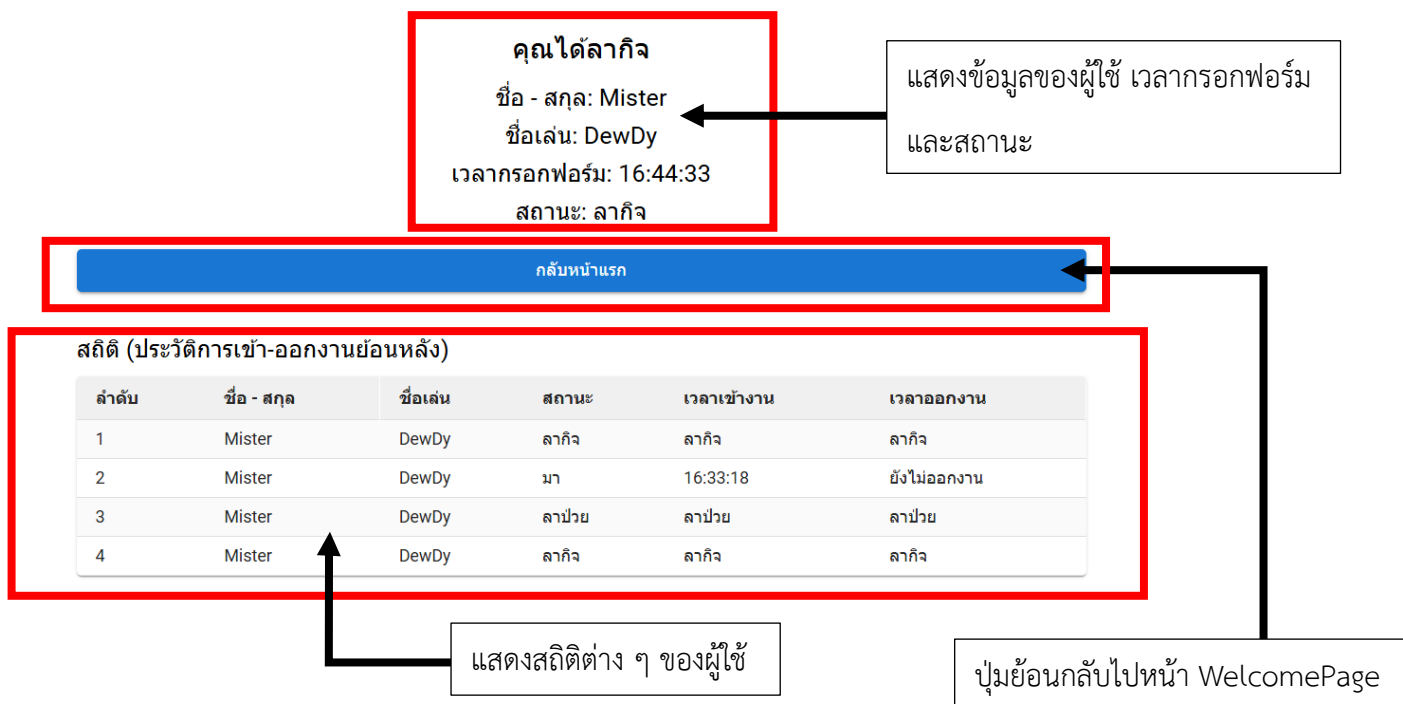 คุณได้ลากิจ
ชื่อ - สกุล: Mister
ชื่อเล่น: DewDy
เวลากรอกฟอร์ม: 16:44:33
สถานะ: ลากิจ
แสดงข้อมูลของผู้ใช้ เวลากรอกฟอร์ม
และสถานะ
กลับหน้าแรก
สถิติ (ประวัติการเข้า-ออกงานย้อนหลัง)
ลำดับ ชื่อ - สกุล ชื่อเล่น สถานะ เวลาเข้างาน เวลาออกงาน
1 Mister DewDy ลากิจ ลากิจ ลากิจ
2 Mister DewDy มา 16:33:18 ยังไม่ออกงาน
3 Mister DewDy ลาป่วย ลาป่วย ลาป่วย
4 Mister DewDy ลากิจ ลากิจ ลากิจ
แสดงสถิติต่าง ๆ ของผู้ใช้
ปุ่มย้อนกลับไปหน้า WelcomePage